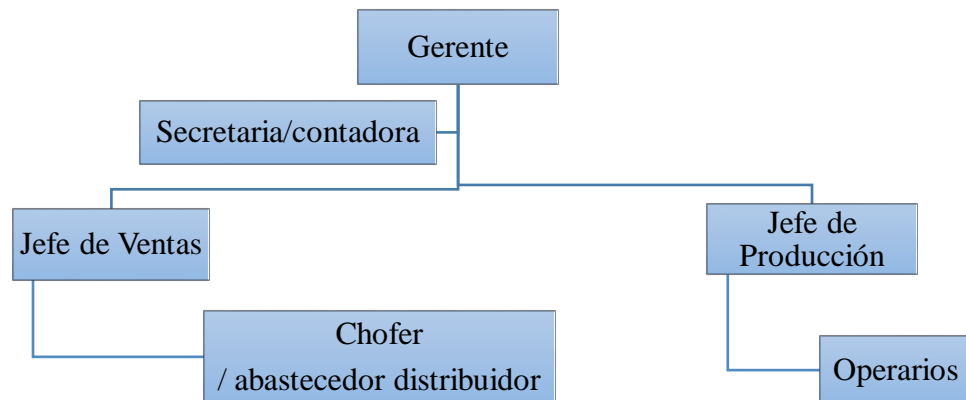 Gerente
Secretaria/contadora
Jefe de Ventas
Jefe de
Producción
Chofer
/ abastecedor distribuidor
Operarios